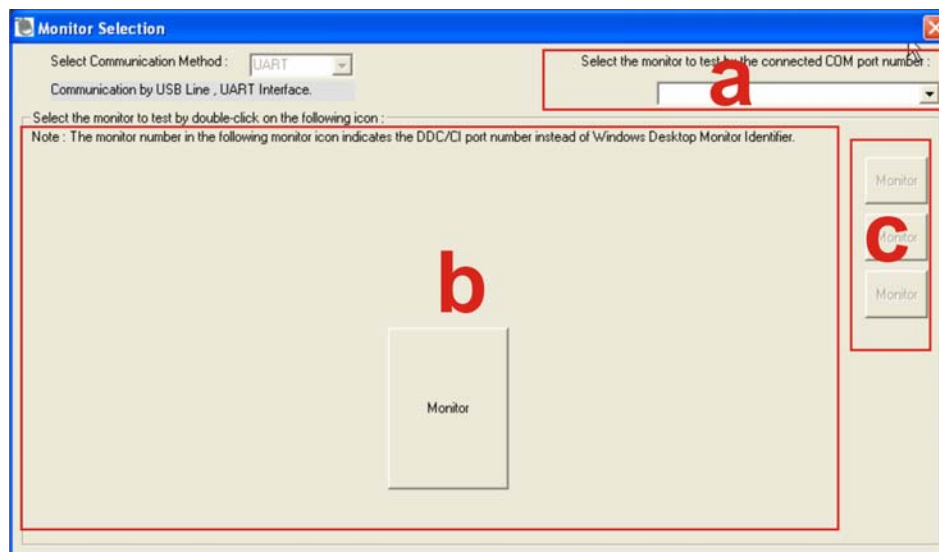 Monitor Selection
Select Communication Method : UART
Select the monitor to test by the connected COM port number :
a
Communication by USB Line , UART Interface.
Select the monitor to test by double-click on the following icon :
Note : The monitor number in the following monitor icon indicates the DDC/CI port number instead of Windows Desktop Monitor Identifier.
b
Monitor
Monitor
Monitor
c
Monitor